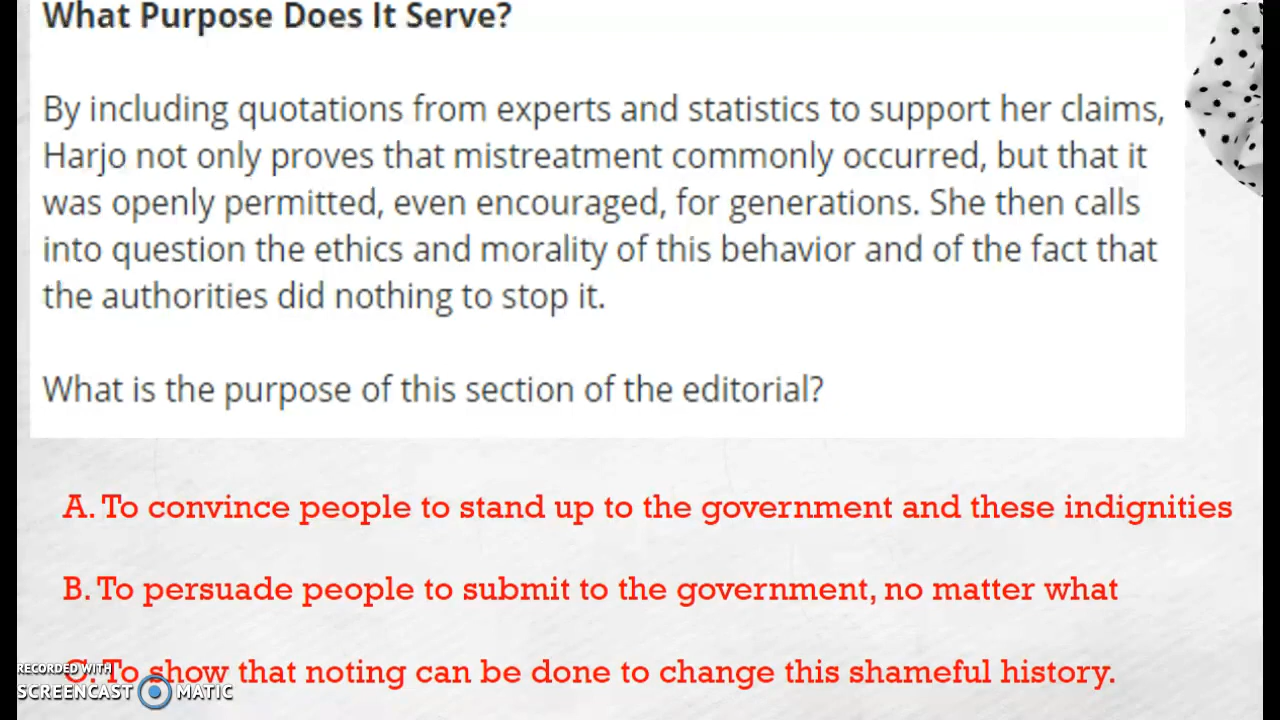 What Purpose Does It Serve?
By including quotations from experts and statistics to support her claims,
Harjo not only proves that mistreatment commonly occurred, but that it
was openly permitted, even encouraged, for generations. She then calls
into question the ethics and morality of this behavior and of the fact that
the authorities did nothing to stop it.
What is the purpose of this section of the editorial?
A. To convince people to stand up to the government and these indignities
B. To persuade people to submit to the government, no matter what
C. To show that noting can be done to change this shameful history.
RECORDED WITH
SCREENCAST MATIC